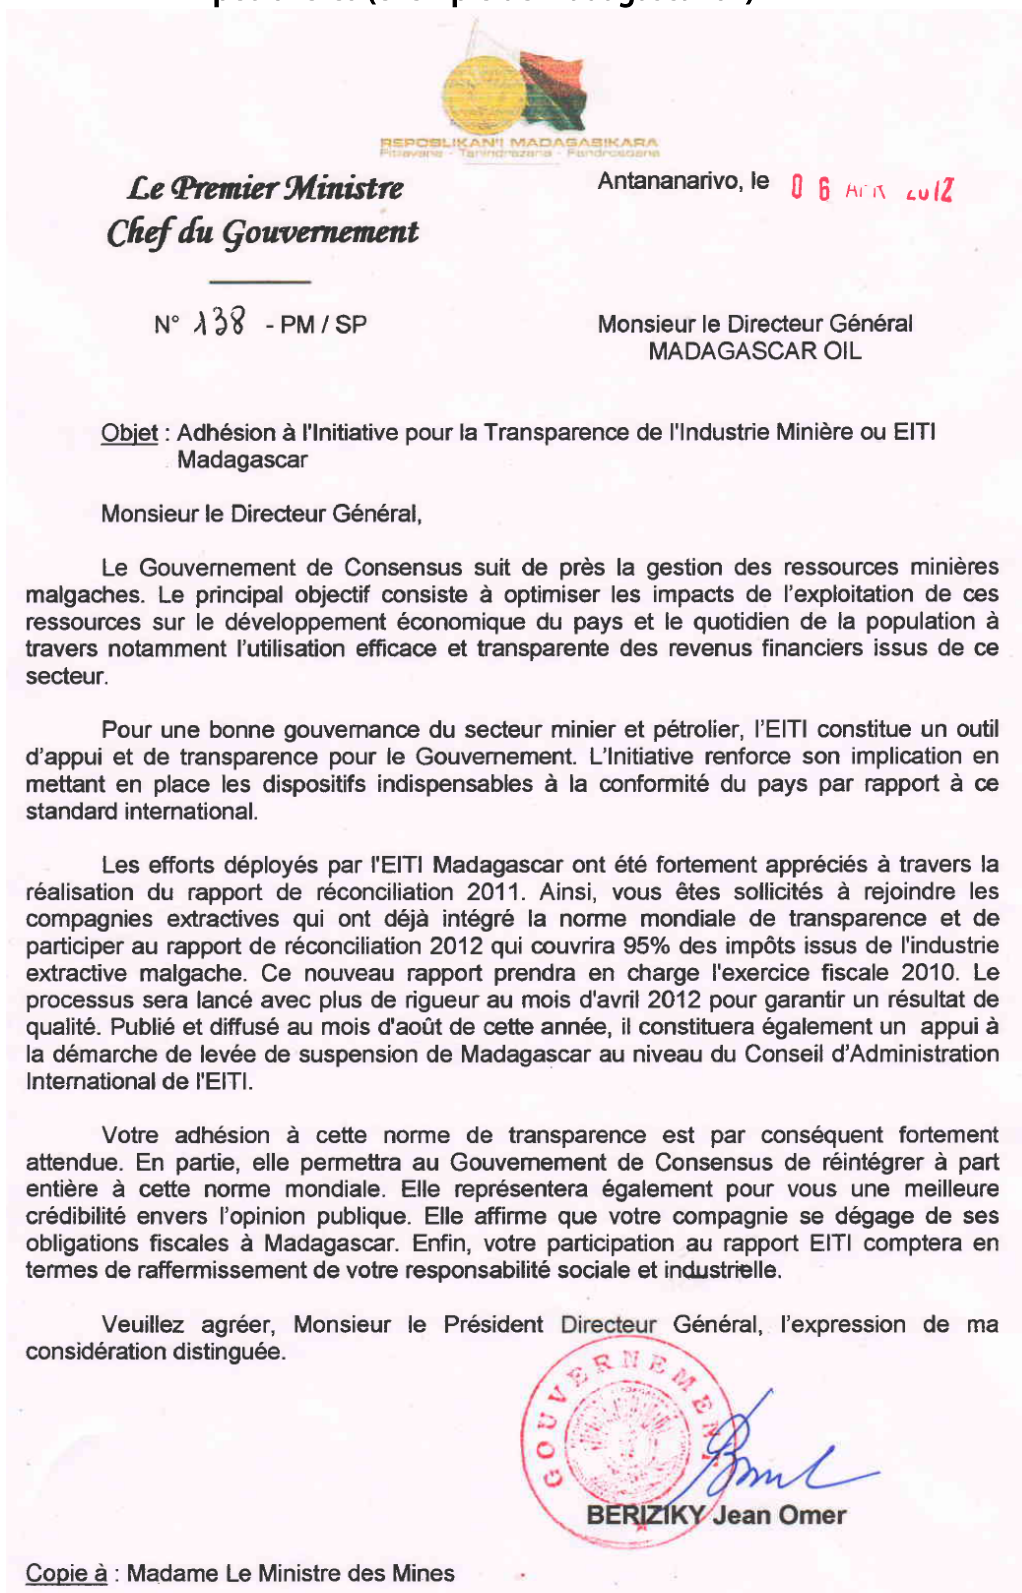 REPOBLIKAN'I MADAGASIKARA
Fitiavana - Tanindrazana - Fandrosoana
Le Premier Ministre
Chef du Gouvernement
Antananarivo, le 06 2012
N° 138 - PM / SP
Monsieur le Directeur Général
MADAGASCAR OIL
Objet : Adhésion à l'Initiative pour la Transparence de l'Industrie Minière ou EITI
Madagascar
Monsieur le Directeur Général,
Le Gouvernement de Consensus suit de près la gestion des ressources minières
malgaches. Le principal objectif consiste à optimiser les impacts de l'exploitation de ces
ressources sur le développement économique du pays et le quotidien de la population à
travers notamment l'utilisation efficace et transparente des revenus financiers issus de ce
secteur.
Pour une bonne gouvernance du secteur minier et pétrolier, l'EITI constitue un outil
d'appui et de transparence pour le Gouvernement. L'Initiative renforce son implication en
mettant en place les dispositifs indispensables à la conformité du pays par rapport à ce
standard international.
Les efforts déployés par l'EITI Madagascar ont été fortement appréciés à travers la
réalisation du rapport de réconciliation 2011. Ainsi, vous êtes sollicités à rejoindre les
compagnies extractives qui ont déjà intégré la norme mondiale de transparence et de
participer au rapport de réconciliation 2012 qui couvrira 95% des impôts issus de l'industrie
extractive malgache. Ce nouveau rapport prendra en charge l'exercice fiscale 2010. Le
processus sera lancé avec plus de rigueur au mois d'avril 2012 pour garantir un résultat de
qualité. Publié et diffusé au mois d'août de cette année, il constituera également un appui à
la démarche de levée de suspension de Madagascar au niveau du Conseil d'Administration
International de l'EITI.
Votre adhésion à cette norme de transparence est par conséquent fortement
attendue. En partie, elle permettra au Gouvernement de Consensus de réintégrer à part
entière à cette norme mondiale. Elle représentera également pour vous une meilleure
crédibilité envers l'opinion publique. Elle affirme que votre compagnie se dégage de ses
obligations fiscales à Madagascar. Enfin, votre participation au rapport EITI comptera en
termes de raffermissement de votre responsabilité sociale et industrielle.
Veuillez agréer, Monsieur le Président Directeur Général, l'expression de ma
considération distinguée.
GOUVERNEMENT
BERIZIKY Jean Omer
Copie à : Madame Le Ministre des Mines